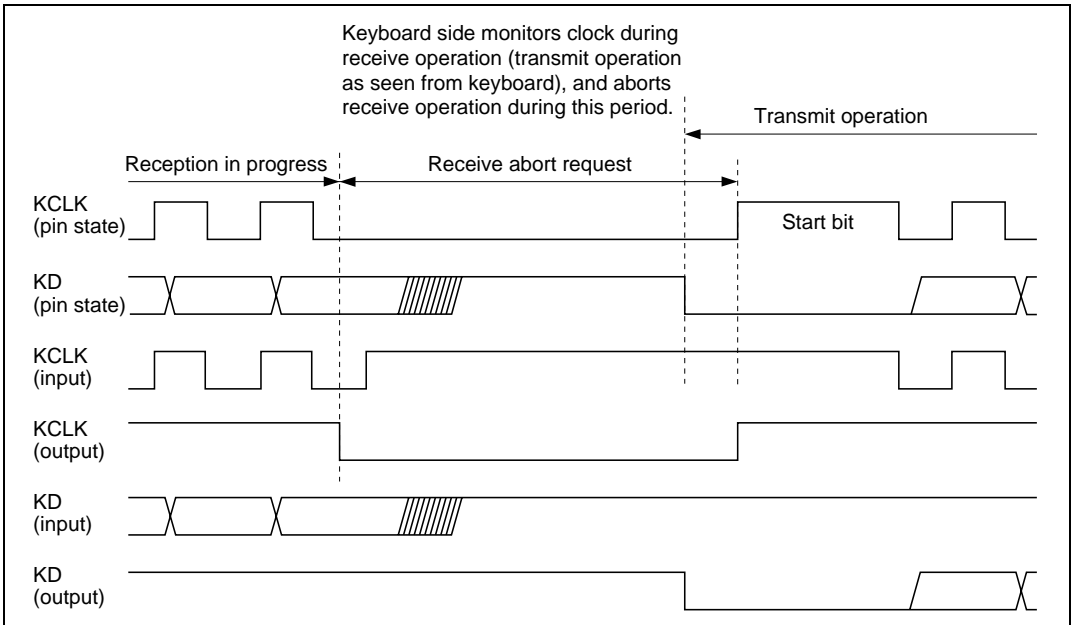 Keyboard side monitors clock during
receive operation (transmit operation
as seen from keyboard), and aborts
receive operation during this period.
Transmit operation
Reception in progress
Receive abort request
KCLK
(pin state)
Start bit
KD
(pin state)
KCLK
(input)
KCLK
(output)
KD
(input)
KD
(output)